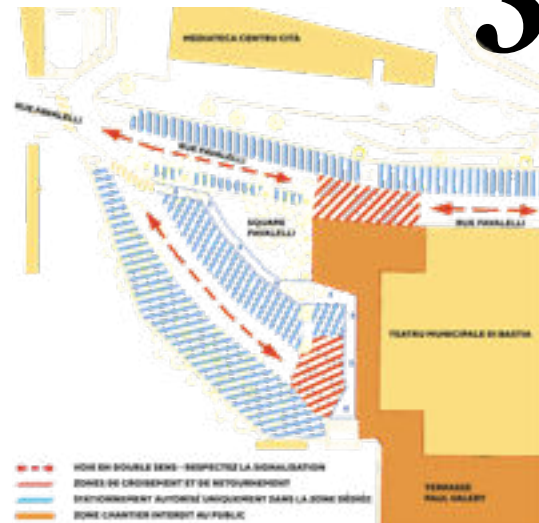 3
MEDIATECA CENTRU CITÀ
RUE FAVALELLI
RUE FAVALELLI
SQUARE
FAVALELLI
RUE FAVALELLI
TEATRU MUNICIPALE DI BASTIA
TERRASSE
PAUL VALERY
VOIE EN DOUBLE SENS - RESPECTEZ LA SIGNALISATION
ZONES DE CROISEMENT ET DE RETOURNEMENT
STATIONNEMENT AUTORISÉ UNIQUEMENT DANS LA ZONE DÉDIÉE
ZONE CHANTIER INTERDIT AU PUBLIC